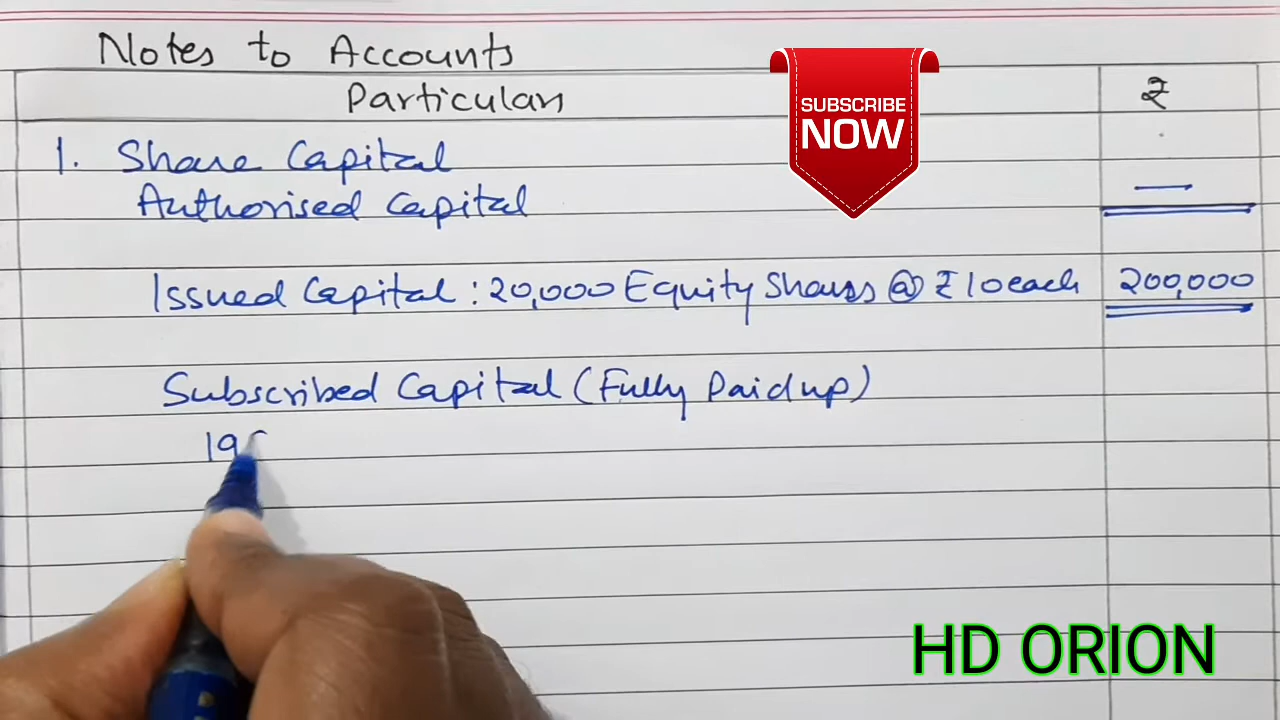 Notes to Accounts
Particulars ₹
SUBSCRIBE
NOW
1. Share Capital
Authorised Capital —
Issued Capital : 20,000 Equity Shares @ ₹ 10 each 200,000
Subscribed Capital (Fully Paid up)
19
HD ORION